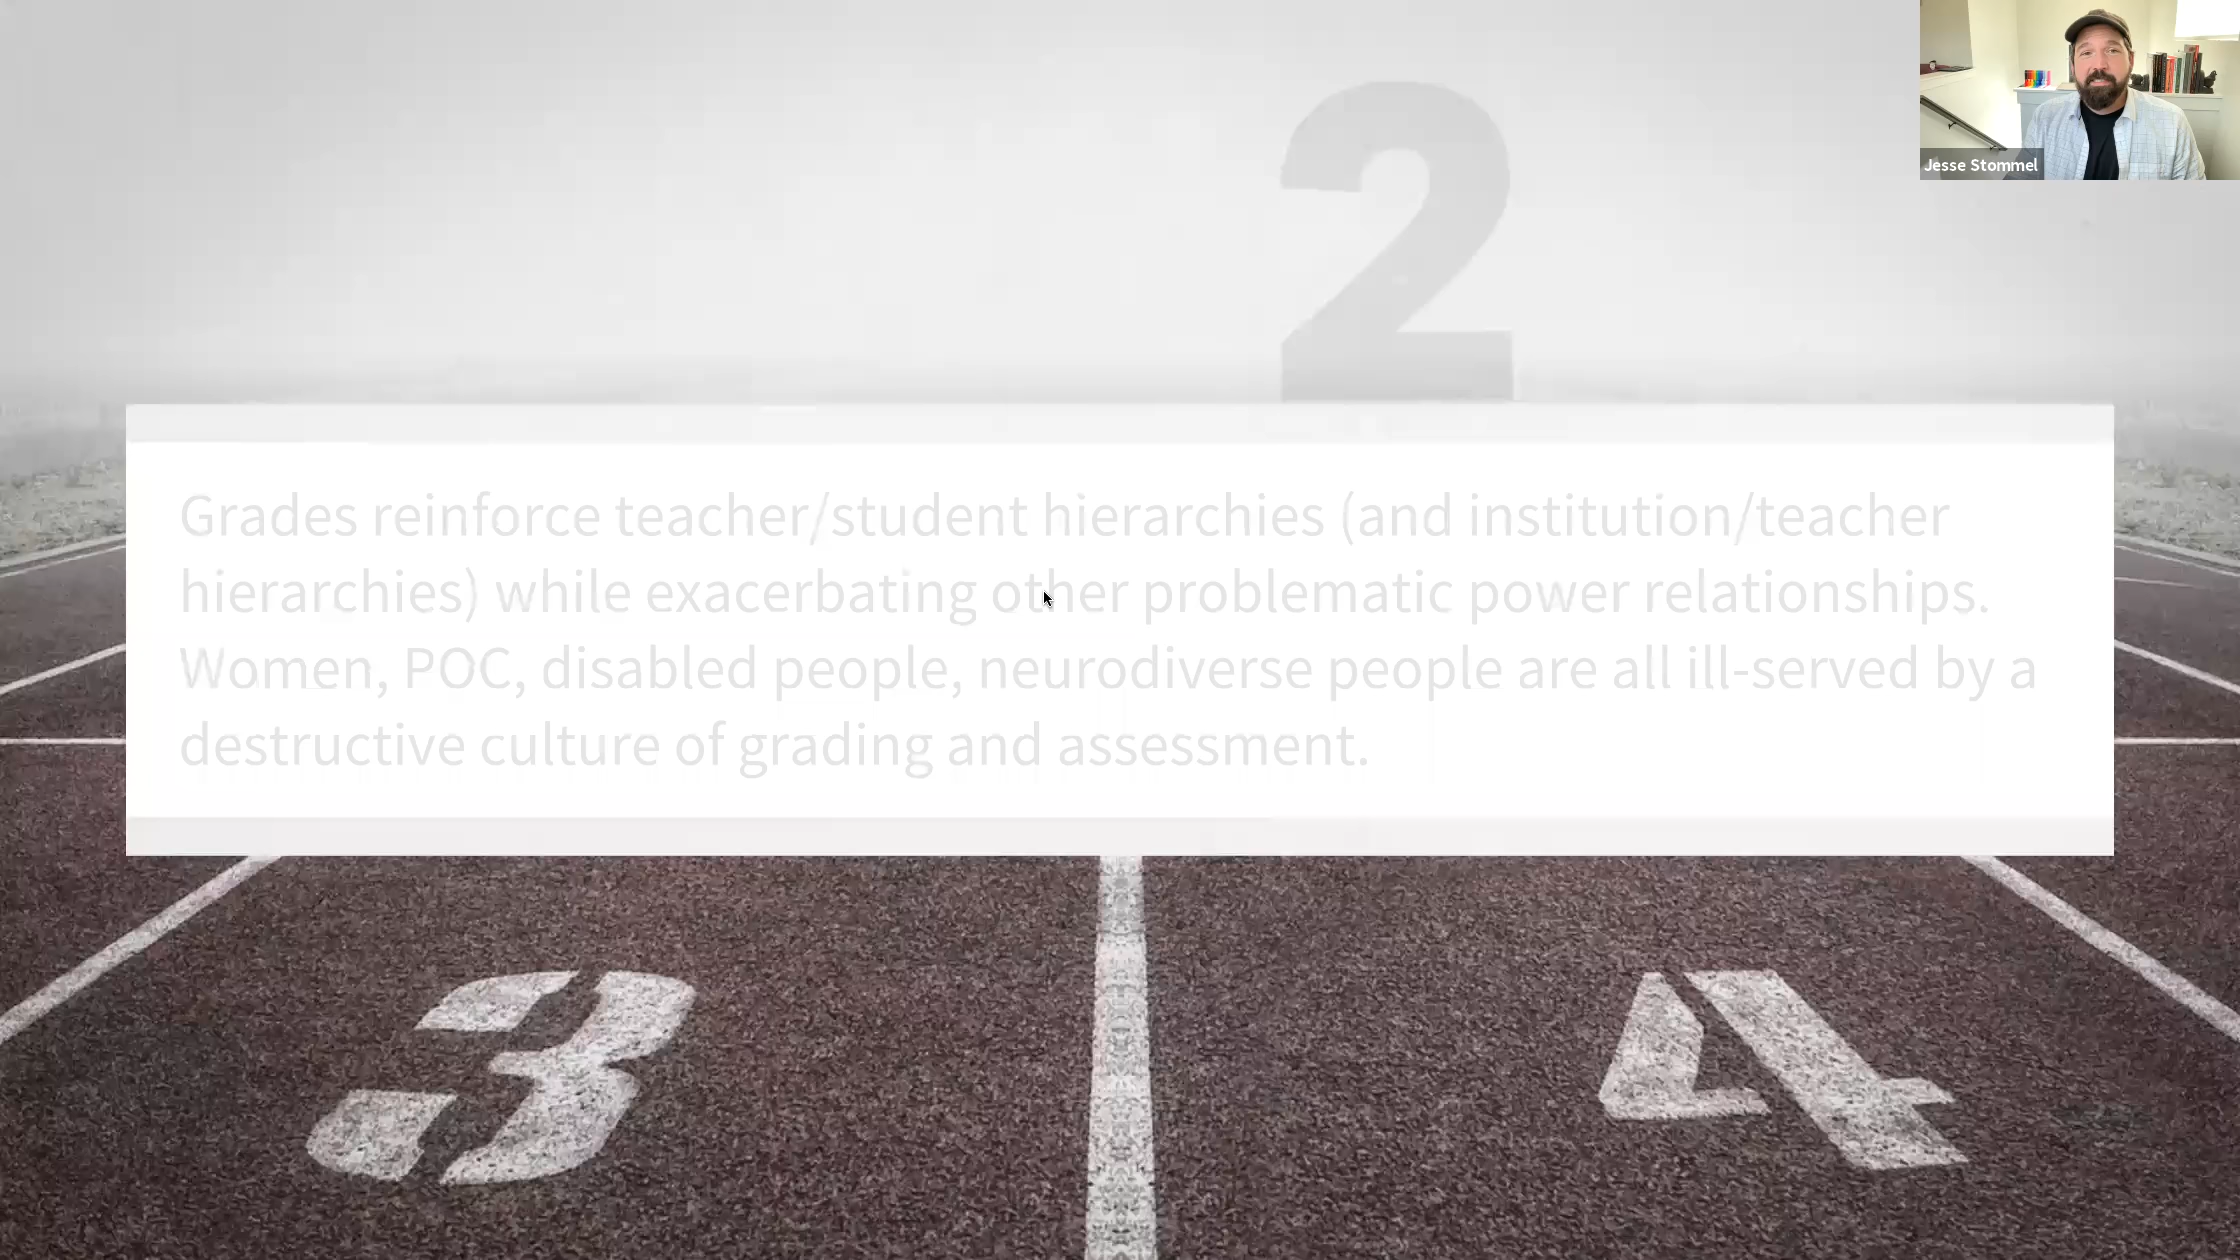 2
Jesse Stommel
Grades reinforce teacher/student hierarchies (and institution/teacher
hierarchies) while exacerbating other problematic power relationships.
Women, POC, disabled people, neurodiverse people are all ill-served by a
destructive culture of grading and assessment.
3 4